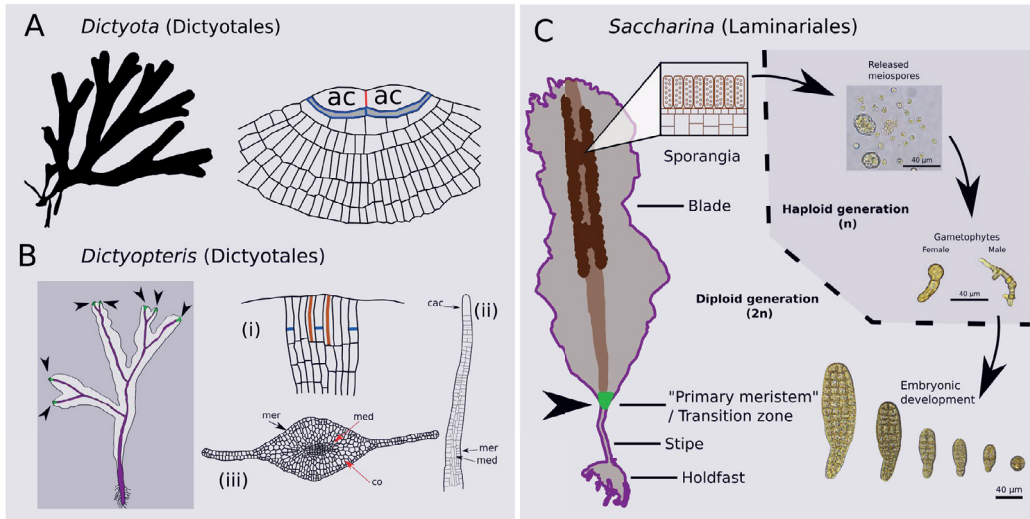 A
Dictyota (Dictyotales)
ac
ac
B
Dictyopteris (Dictyotales)
(i)
cac
(ii)
mer
med
co
(iii)
mer
med
C
Saccharina (Laminariales)
Sporangia
Blade
Released
meiospores
40 µm
Haploid generation
(n)
Gametophytes
Female
Male
40 µm
Diploid generation
(2n)
"Primary meristem"
/ Transition zone
Stipe
Holdfast
Embryonic
development
40 µm